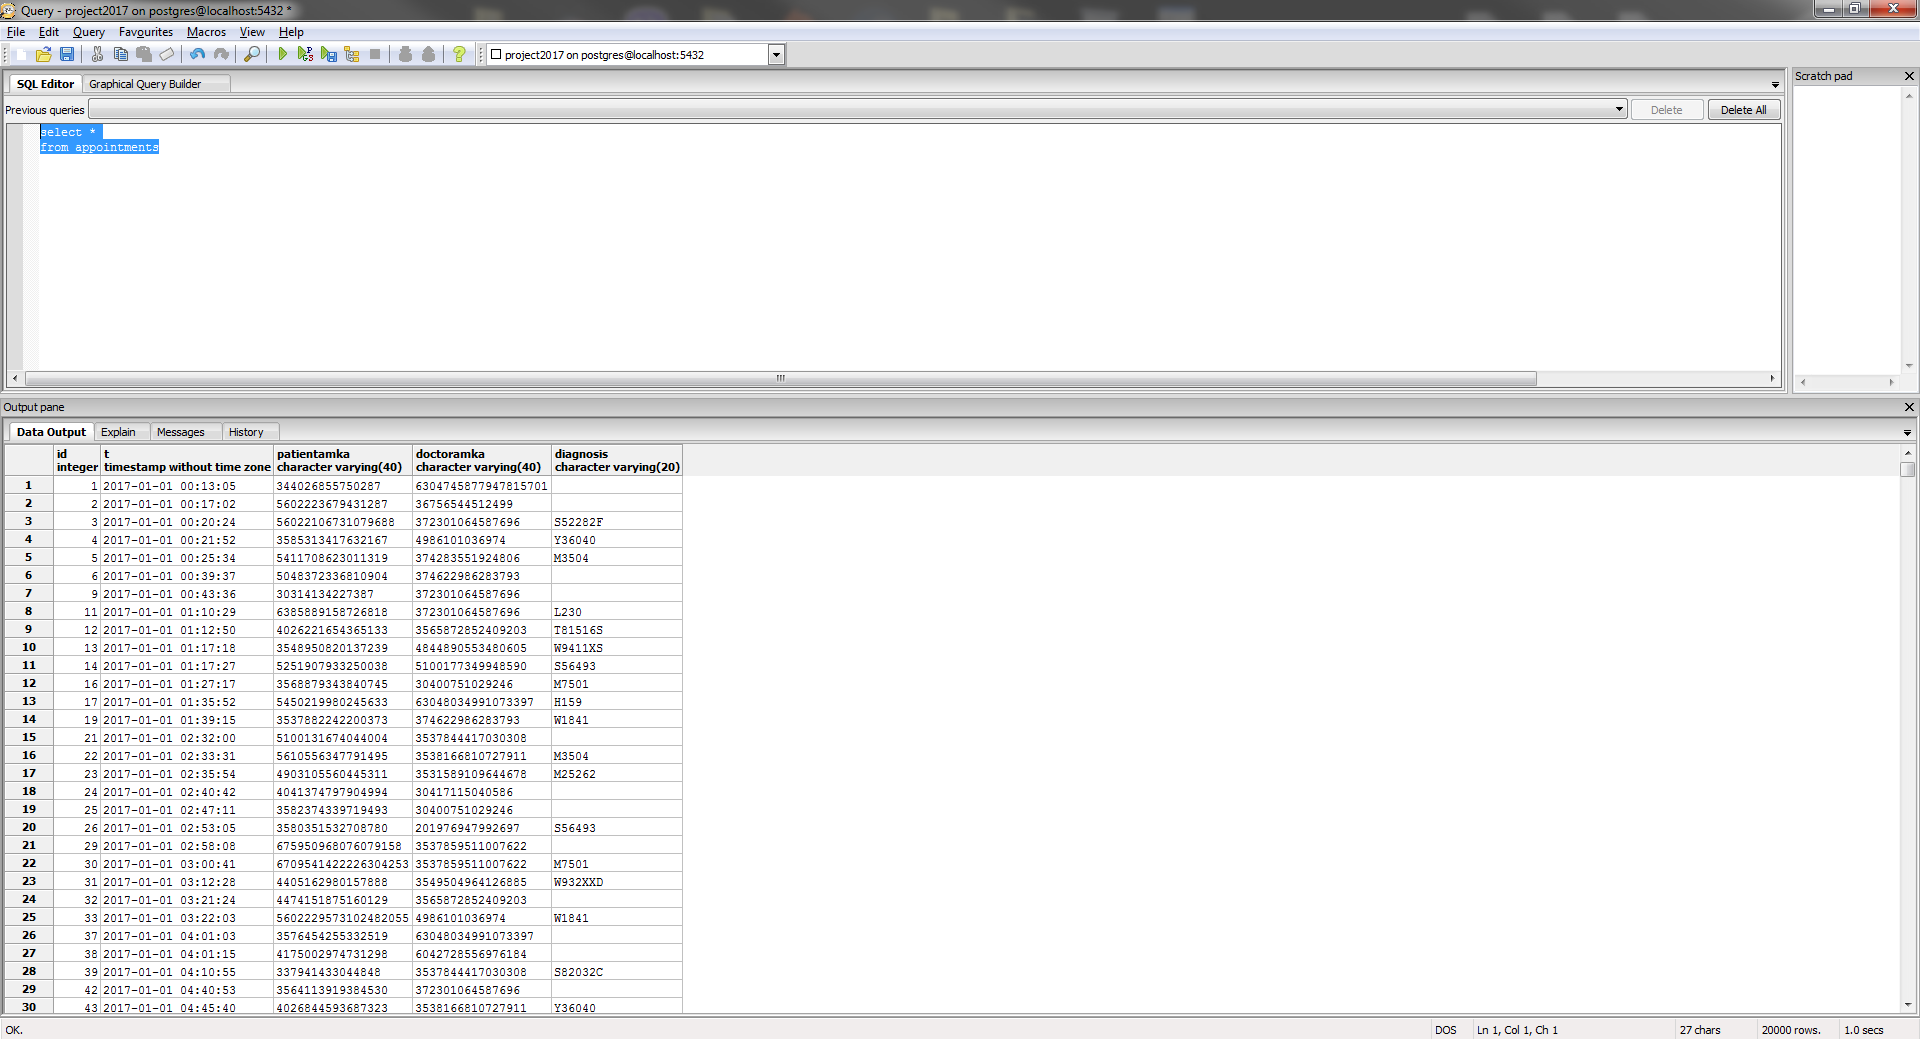 Query - project2017 on postgres@localhost:5432 *
File Edit Query Favourites Macros View Help
project2017 on postgres@localhost:5432
SQL Editor Graphical Query Builder
Scratch pad
Previous queries Delete Delete All
select *
from appointments
Output pane
Data Output Explain Messages History
id t patientamka doctoramka diagnosis
integer timestamp without time zone character varying(40) character varying(40) character varying(20)
1 1 2017-01-01 00:13:05 344026855750287 6304745877947815701
2 2 2017-01-01 00:17:02 5602223679431287 36756544512499
3 3 2017-01-01 00:20:24 56022106731079688 372301064587696 S52282F
4 4 2017-01-01 00:21:52 3585313417632167 4986101036974 Y36040
5 5 2017-01-01 00:25:34 5411708623011319 374283551924806 M3504
6 6 2017-01-01 00:39:37 5048372336810904 374622986283793
7 9 2017-01-01 00:43:36 30314134227387 372301064587696
8 11 2017-01-01 01:10:29 6385889158726818 372301064587696 L230
9 12 2017-01-01 01:12:50 4026221654365133 3565872852409203 T81516S
10 13 2017-01-01 01:17:18 3548950820137239 4844890553480605 W9411XS
11 14 2017-01-01 01:17:27 5251907933250038 5100177349948590 S56493
12 16 2017-01-01 01:27:17 3568879343840745 30400751029246 M7501
13 17 2017-01-01 01:35:52 5450219980245633 63048034991073397 H159
14 19 2017-01-01 01:39:15 3537882242200373 374622986283793 W1841
15 21 2017-01-01 02:32:00 5100131674044004 3537844417030308
16 22 2017-01-01 02:33:31 5610556347791495 3538166810727911 M3504
17 23 2017-01-01 02:35:54 4903105560445311 3531589109644678 M25262
18 24 2017-01-01 02:40:42 4041374797904994 30417115040586
19 25 2017-01-01 02:47:11 3582374339719493 30400751029246
20 26 2017-01-01 02:53:05 3580351532708780 201976947992697 S56493
21 29 2017-01-01 02:58:08 675950968076079158 3537859511007622
22 30 2017-01-01 03:00:41 6709541422226304253 3537859511007622 M7501
23 31 2017-01-01 03:12:28 4405162980157888 3549504964126885 W932XXD
24 32 2017-01-01 03:21:24 4474151875160129 3565872852409203
25 33 2017-01-01 03:22:03 5602229573102482055 4986101036974 W1841
26 37 2017-01-01 04:01:03 3576454255332519 63048034991073397
27 38 2017-01-01 04:01:15 4175002974731298 6042728556976184
28 39 2017-01-01 04:10:55 337941433044848 3537844417030308 S82032C
29 42 2017-01-01 04:40:53 3564113919384530 372301064587696
30 43 2017-01-01 04:45:40 4026844593687323 3538166810727911 Y36040
OK. DOS Ln 1, Col 1, Ch 1 27 chars 20000 rows. 1.0 secs